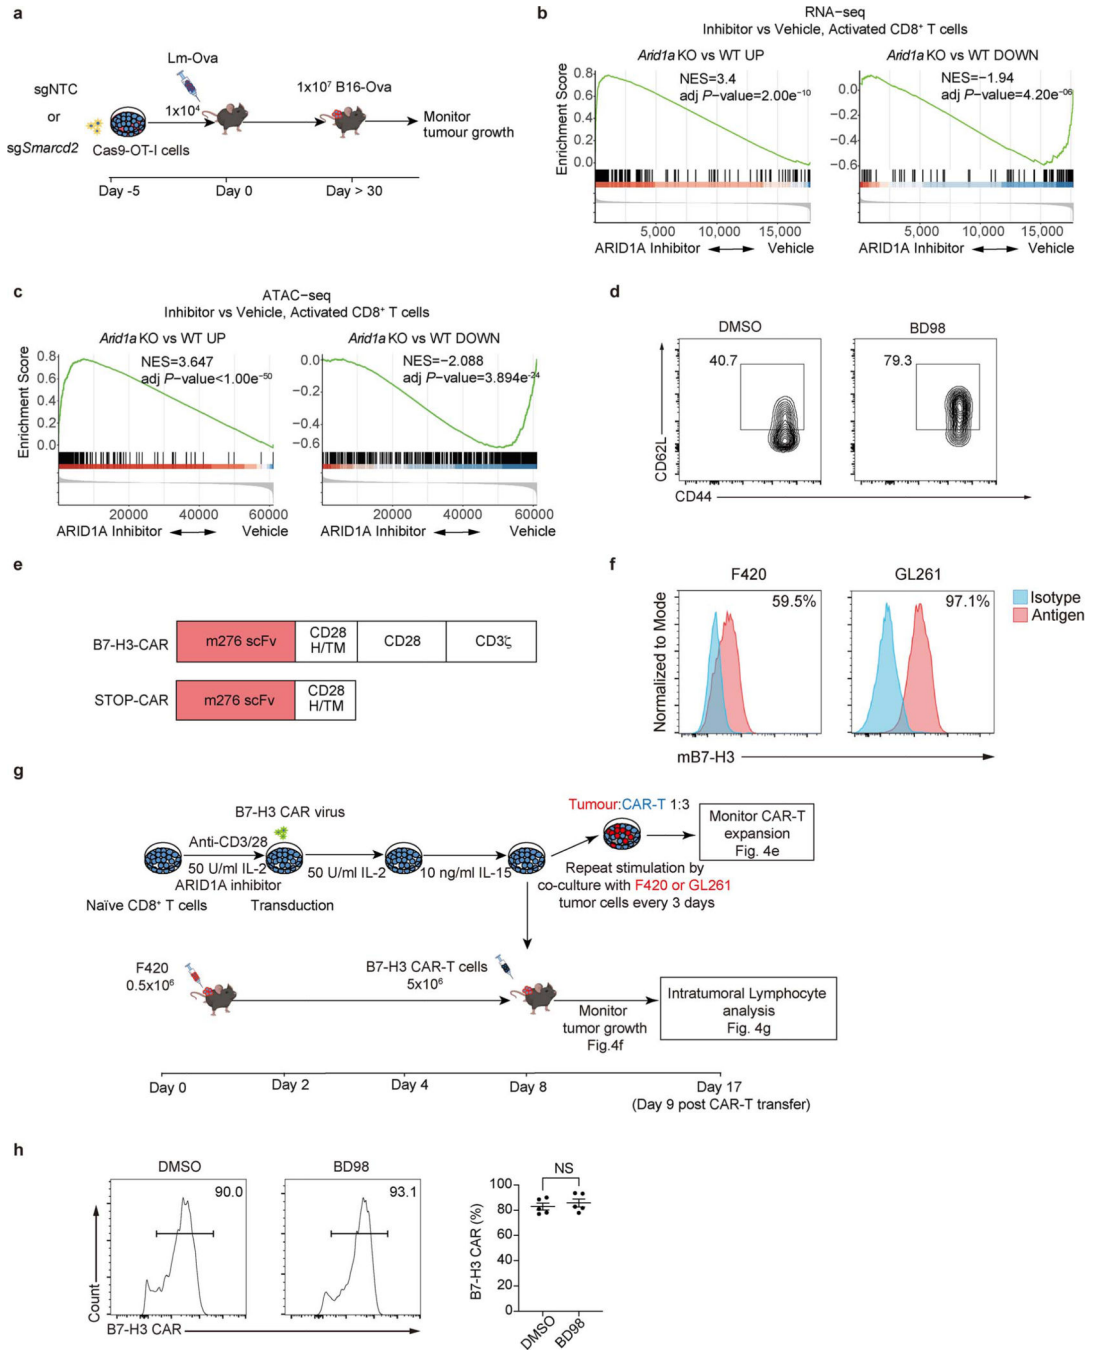 a
Lm-Ova
sgNTC
or
sgSmarcd2
1x10⁴
1x10⁷ B16-Ova
Monitor
tumour growth
Cas9-OT-I cells
Day -5
Day 0
Day > 30
b
RNA−seq
Inhibitor vs Vehicle, Activated CD8⁺ T cells
Arid1a KO vs WT UP
Arid1a KO vs WT DOWN
Enrichment Score
0.8
0.6
0.4
0.2
0.0
NES=3.4
adj P−value=2.00e⁻¹⁰
0.0
−0.2
−0.4
−0.6
NES=−1.94
adj P−value=4.20e⁻⁰⁶
5,000
10,000
15,000
5,000
10,000
15,000
ARID1A Inhibitor
Vehicle
ARID1A Inhibitor
Vehicle
c
ATAC−seq
Inhibitor vs Vehicle, Activated CD8⁺ T cells
Arid1a KO vs WT UP
Arid1a KO vs WT DOWN
Enrichment Score
0.8
0.6
0.4
0.2
0.0
NES=3.647
adj P−value<1.00e⁻⁵⁰
0.0
−0.2
−0.4
−0.6
NES=−2.088
adj P−value=3.894e⁻²⁴
20000
40000
60000
20000
40000
60000
ARID1A Inhibitor
Vehicle
ARID1A Inhibitor
Vehicle
d
DMSO
BD98
40.7
79.3
CD62L
CD44
e
B7-H3-CAR
m276 scFv
CD28
H/TM
CD28
CD3ζ
STOP-CAR
m276 scFv
CD28
H/TM
f
F420
GL261
59.5%
97.1%
Isotype
Antigen
Normalized to Mode
mB7-H3
g
B7-H3 CAR virus
Anti-CD3/28
50 U/ml IL-2
ARID1A inhibitor
Naïve CD8⁺ T cells
Transduction
50 U/ml IL-2
10 ng/ml IL-15
Tumour:CAR-T 1:3
Repeat stimulation by
co-culture with F420 or GL261
tumor cells every 3 days
Monitor CAR-T
expansion
Fig. 4e
F420
0.5x10⁶
B7-H3 CAR-T cells
5x10⁶
Monitor
tumor growth
Fig.4f
Intratumoral Lymphocyte
analysis
Fig. 4g
Day 0
Day 2
Day 4
Day 8
Day 17
(Day 9 post CAR-T transfer)
h
DMSO
BD98
90.0
93.1
Count
B7-H3 CAR
NS
B7-H3 CAR (%)
100
80
60
40
20
0
DMSO
BD98